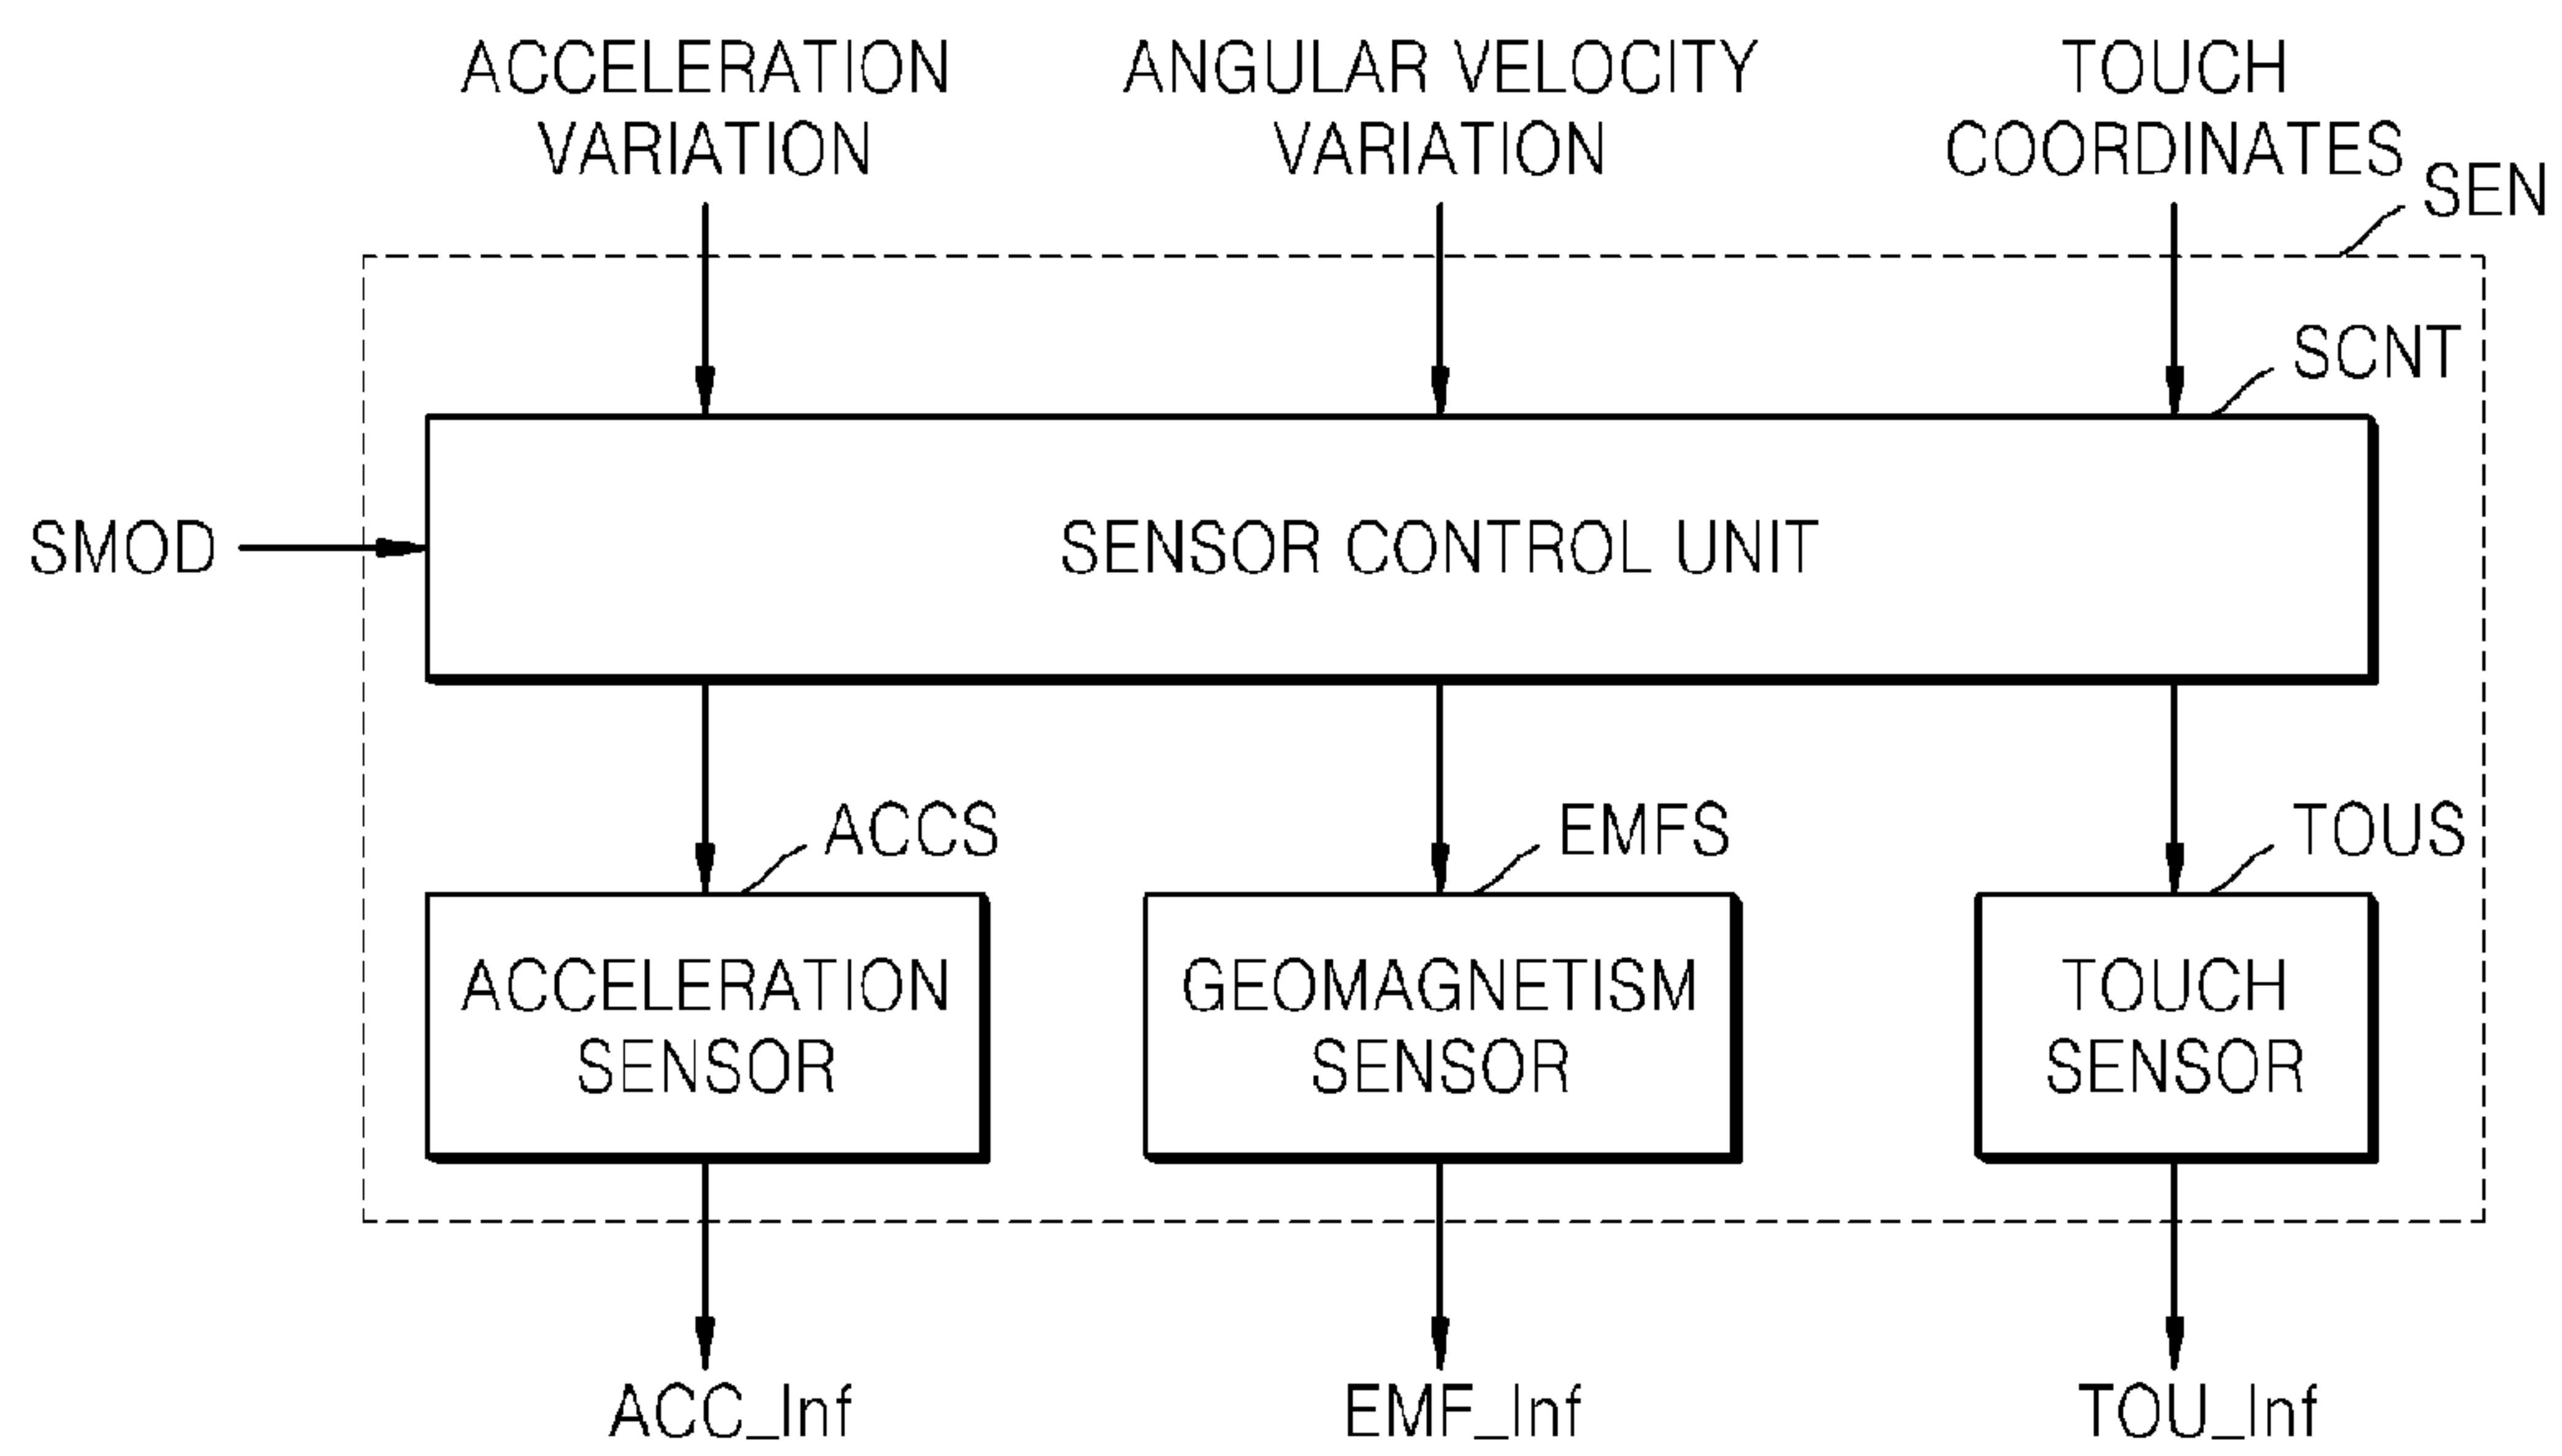 ACCELERATION
VARIATION
ANGULAR VELOCITY
VARIATION
TOUCH
COORDINATES
SEN
SCNT
SMOD
SENSOR CONTROL UNIT
ACCS
EMFS
TOUS
ACCELERATION
SENSOR
GEOMAGNETISM
SENSOR
TOUCH
SENSOR
ACC_Inf
EMF_Inf
TOU_Inf